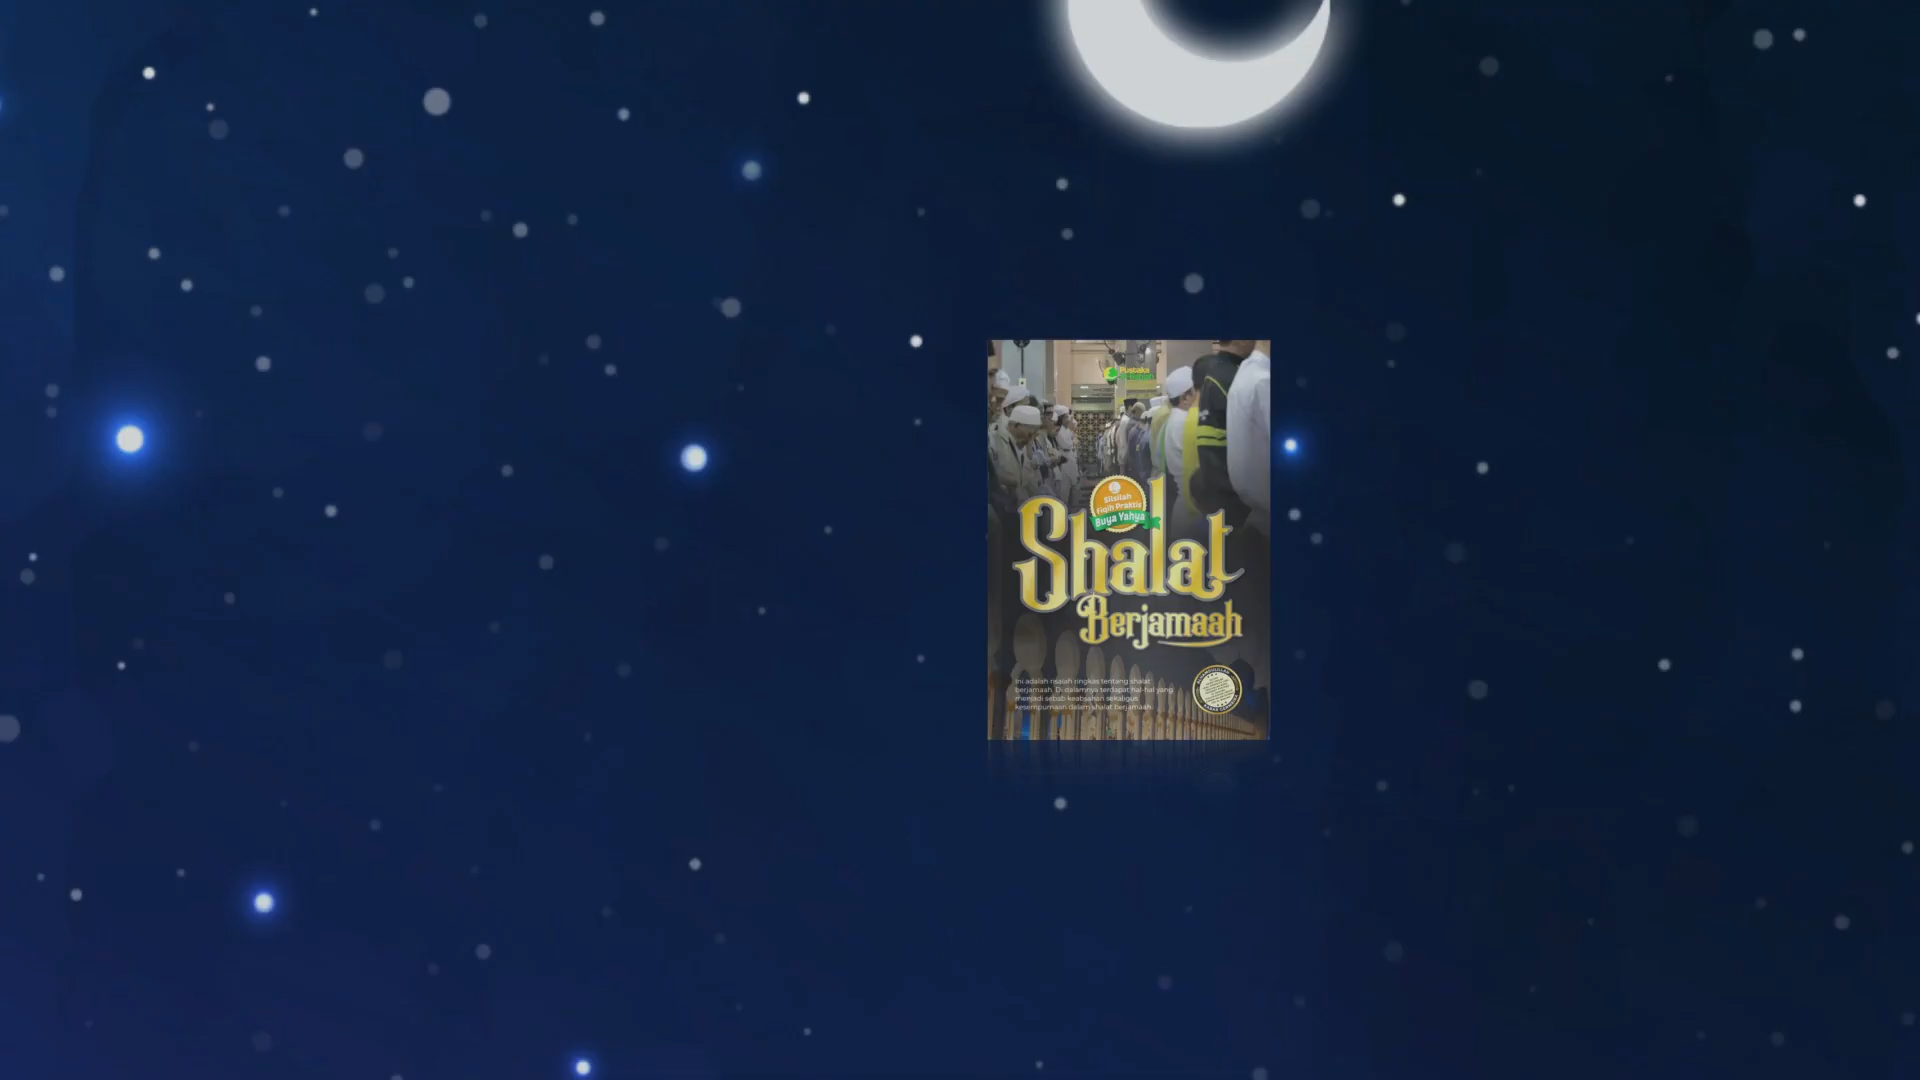 Pustaka
Silsilah
Fiqih Praktis
Buya Yahya
Shalat
Berjamaah
Ini adalah risalah ringkas tentang shalat
berjamaah. Di dalamnya terdapat hal-hal yang
menjadi sebab keabsahan sekaligus
kesempurnaan dalam shalat berjamaah.